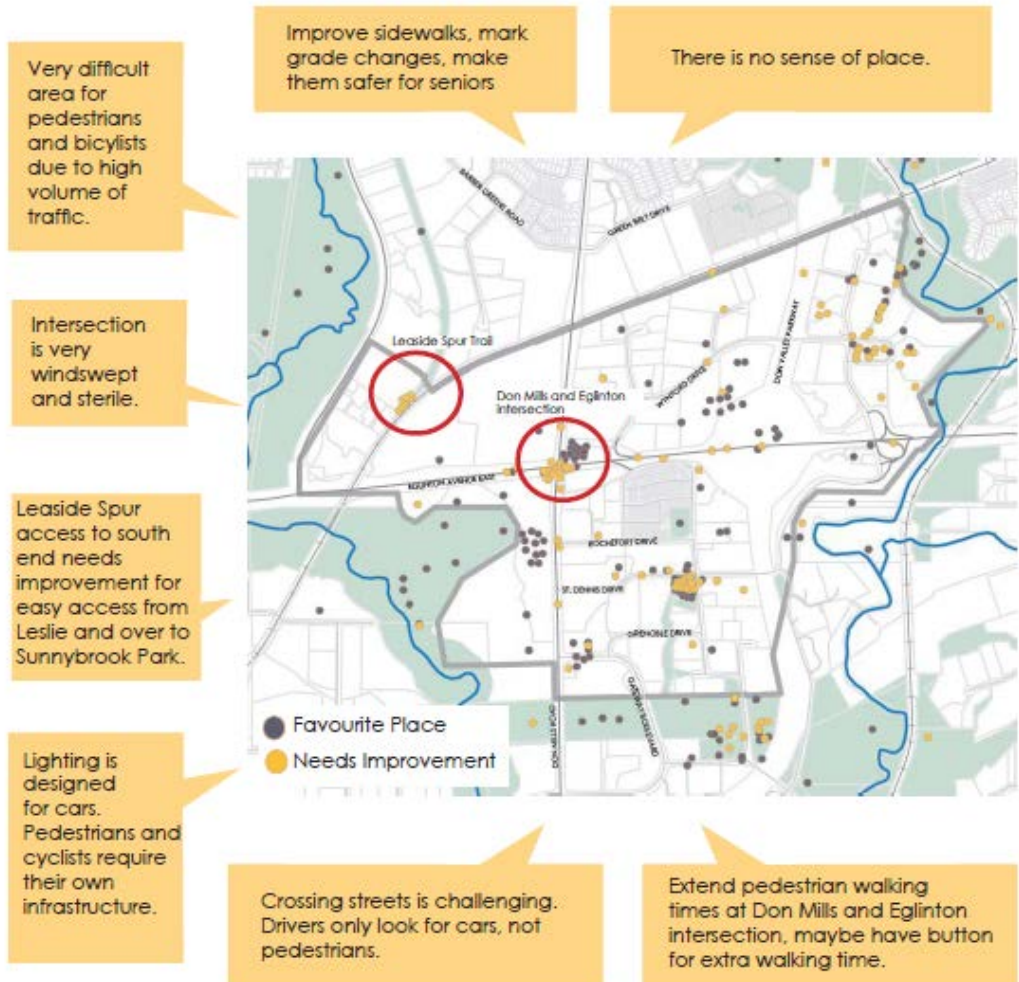 Improve sidewalks, mark
grade changes, make
them safer for seniors
There is no sense of place.
Very difficult
area for
pedestrians
and bicylists
due to high
volume of
traffic.
Intersection
is very
windswept
and sterile.
Leaside Spur
access to south
end needs
improvement for
easy access from
Leslie and over to
Sunnybrook Park.
Lighting is
designed
for cars.
Pedestrians and
cyclists require
their own
infrastructure.
BARBER GREENE ROAD
GREEN BELT DRIVE
Leaside Spur Trail
Don Mills and Eglinton
intersection
WYNFORD DRIVE
DON VALLEY PARKWAY
EGLINTON AVENUE EAST
ROCHEFORT DRIVE
ST. DENNIS DRIVE
GRENOBLE DRIVE
GATEWAY BOULEVARD
DON MILLS ROAD
Favourite Place
Needs Improvement
Crossing streets is challenging.
Drivers only look for cars, not
pedestrians.
Extend pedestrian walking
times at Don Mills and Eglinton
intersection, maybe have button
for extra walking time.